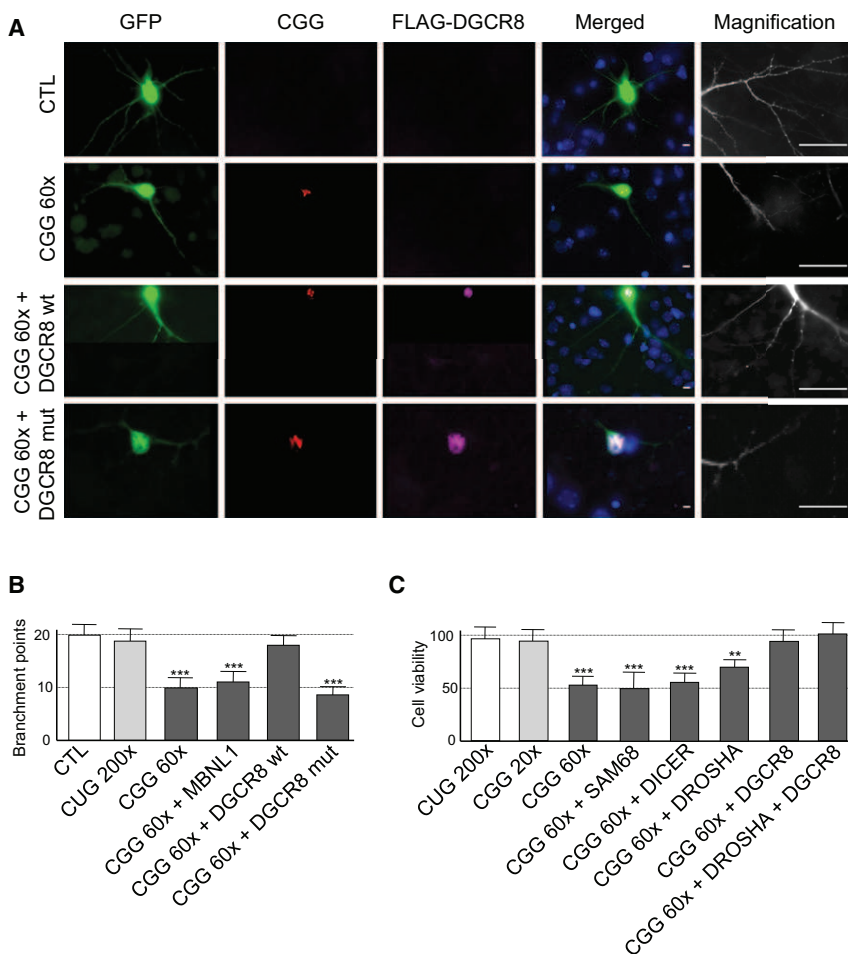 A
GFP CGG FLAG-DGCR8 Merged Magnification
CTL
CGG 60x
CGG 60x +
DGCR8 wt
CGG 60x +
DGCR8 mut
B
Branchment points
20
10
0
*** *** ***
CTL
CUG 200x
CGG 60x
CGG 60x + MBNL1
CGG 60x + DGCR8 wt
CGG 60x + DGCR8 mut
C
Cell viability
100
50
0
*** *** *** **
CUG 200x
CGG 20x
CGG 60x
CGG 60x + SAM68
CGG 60x + DICER
CGG 60x + DROSHA
CGG 60x + DGCR8
CGG 60x + DROSHA + DGCR8